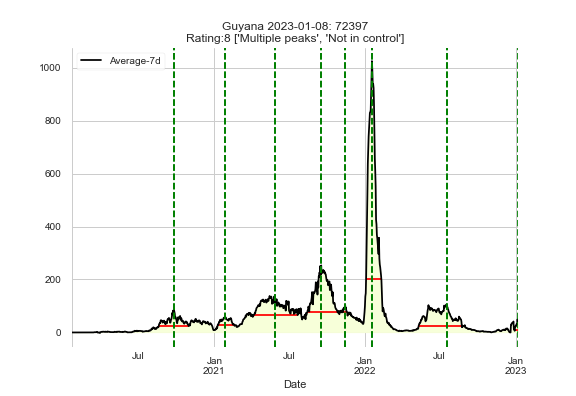 Guyana 2023-01-08: 72397
Rating:8 ['Multiple peaks', 'Not in control']
Average-7d
1000
800
600
400
200
0
Jul
Jan
2021
Jul
Jan
2022
Jul
Jan
2023
Date